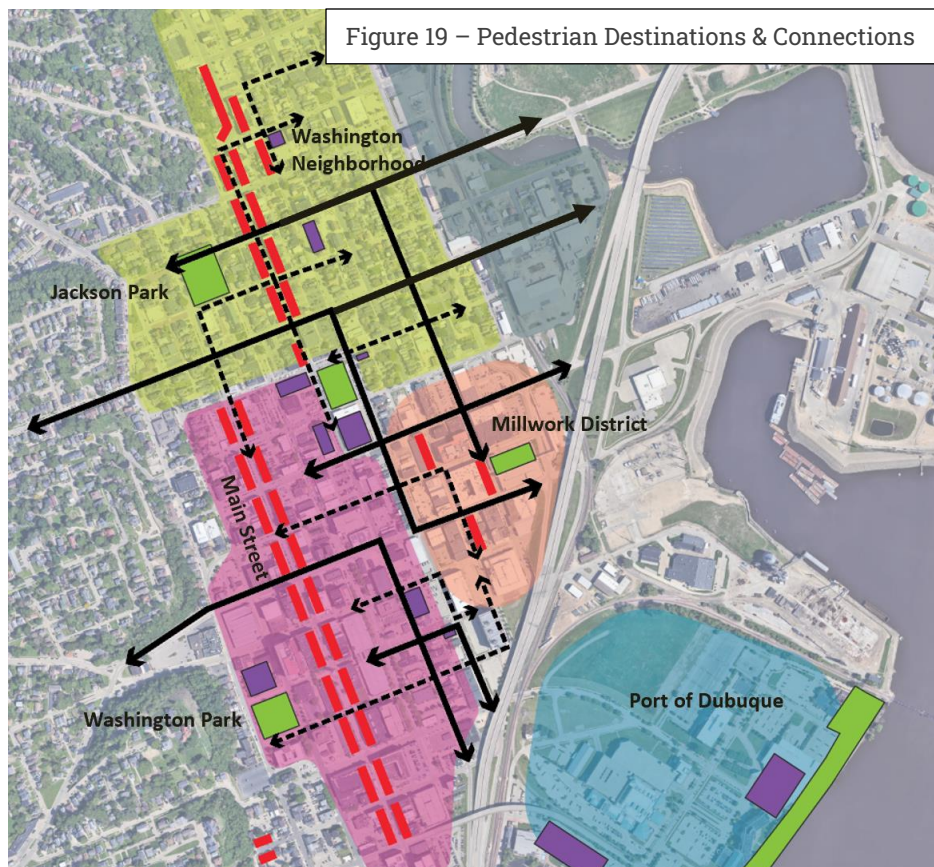 Figure 19 – Pedestrian Destinations & Connections
Washington
Neighborhood
Jackson Park
Millwork District
Main Street
Washington Park
Port of Dubuque